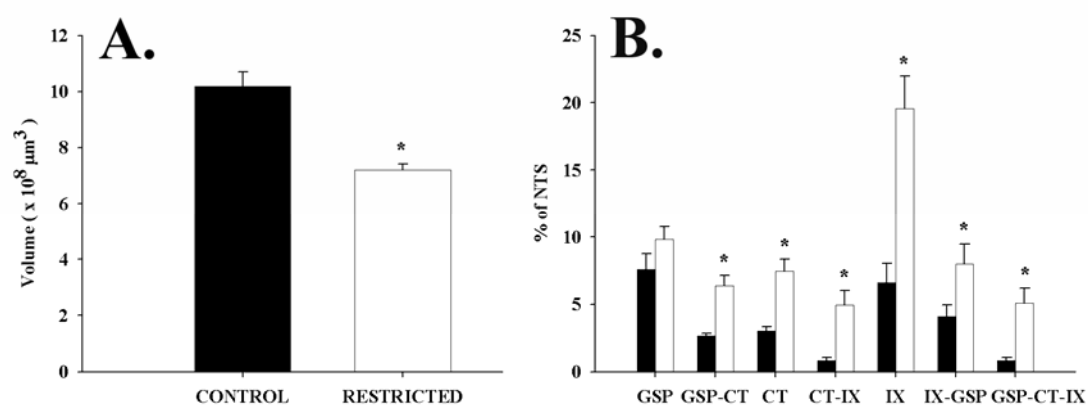 A.
Volume ( x 10⁸ µm³ )
12
10
8
6
4
2
0
*
CONTROL RESTRICTED
B.
% of NTS
25
20
15
10
5
0
* * * * * *
GSP GSP-CT CT CT-IX IX IX-GSP GSP-CT-IX